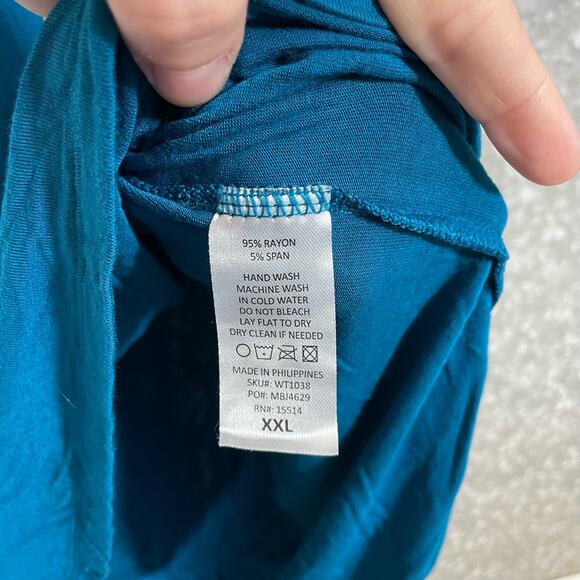 95% RAYON
5% SPAN
HAND WASH
MACHINE WASH
IN COLD WATER
DO NOT BLEACH
LAY FLAT TO DRY
DRY CLEAN IF NEEDED
MADE IN PHILIPPINES
SKU#: WT1038
PO#: MBJ4629
RN#: 15514
XXL